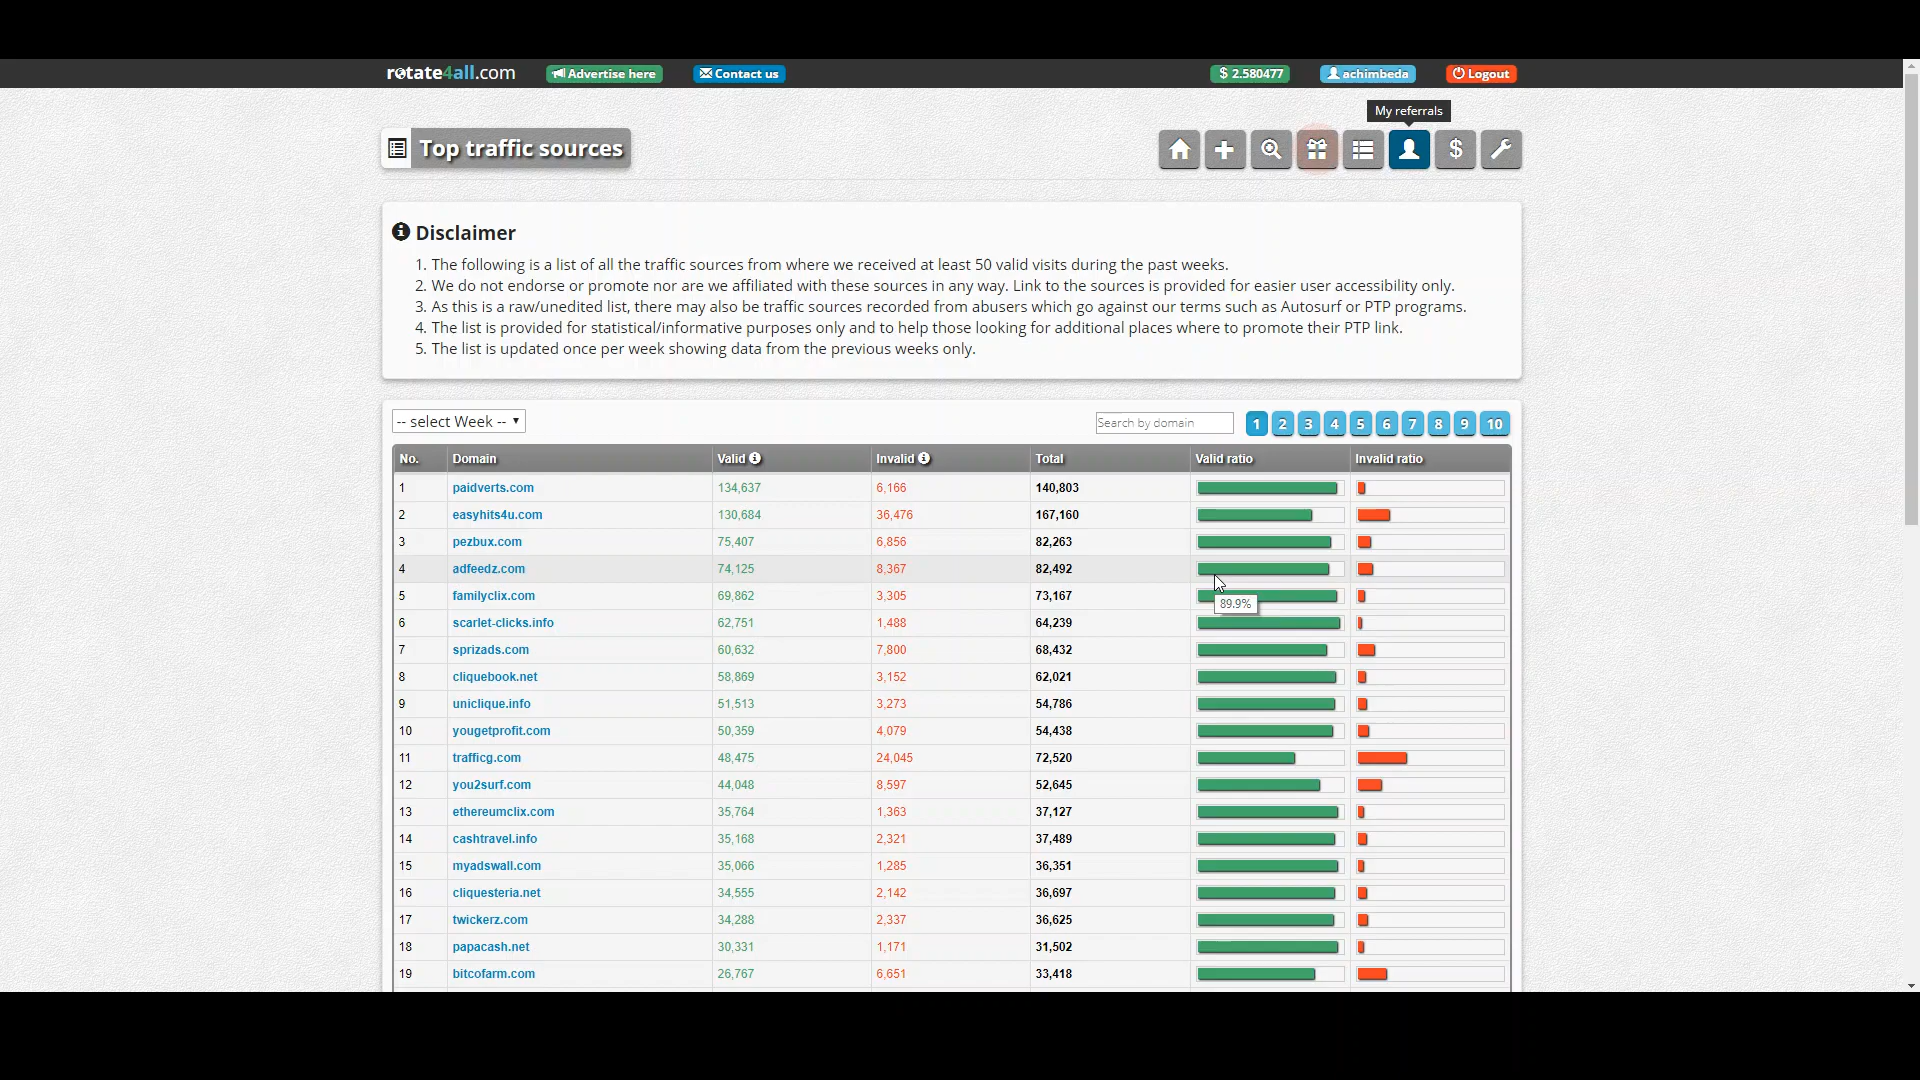 rotate4all.com Advertise here Contact us $ 2.580477 achimbeda Logout
My referrals
Top traffic sources
Disclaimer
1. The following is a list of all the traffic sources from where we received at least 50 valid visits during the past weeks.
2. We do not endorse or promote nor are we affiliated with these sources in any way. Link to the sources is provided for easier user accessibility only.
3. As this is a raw/unedited list, there may also be traffic sources recorded from abusers which go against our terms such as Autosurf or PTP programs.
4. The list is provided for statistical/informative purposes only and to help those looking for additional places where to promote their PTP link.
5. The list is updated once per week showing data from the previous weeks only.
-- select Week -- Search by domain 1 2 3 4 5 6 7 8 9 10
No. Domain Valid Invalid Total Valid ratio Invalid ratio
1 paidverts.com 134,637 6,166 140,803
2 easyhits4u.com 130,684 36,476 167,160
3 pezbux.com 75,407 6,856 82,263
4 adfeedz.com 74,125 8,367 82,492
5 familyclix.com 69,862 3,305 73,167
89.9%
6 scarlet-clicks.info 62,751 1,488 64,239
7 sprizads.com 60,632 7,800 68,432
8 cliquebook.net 58,869 3,152 62,021
9 uniclique.info 51,513 3,273 54,786
10 yougetprofit.com 50,359 4,079 54,438
11 trafficg.com 48,475 24,045 72,520
12 you2surf.com 44,048 8,597 52,645
13 ethereumclix.com 35,764 1,363 37,127
14 cashtravel.info 35,168 2,321 37,489
15 myadswall.com 35,066 1,285 36,351
16 cliquesteria.net 34,555 2,142 36,697
17 twickerz.com 34,288 2,337 36,625
18 papacash.net 30,331 1,171 31,502
19 bitcofarm.com 26,767 6,651 33,418